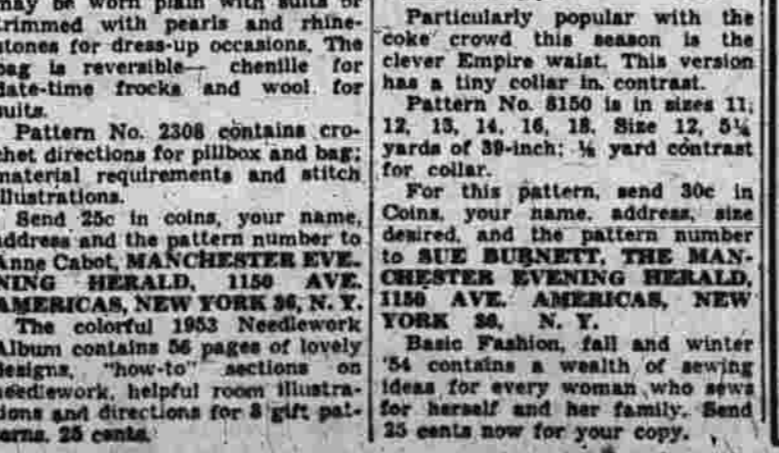 may be worn plain with suits or
trimmed with pearls and rhine-
stones for dress-up occasions. The
bag is reversible— chenille for
date-time frocks and wool for
suits.
Pattern No. 2308 contains cro-
chet directions for pillbox and bag;
material requirements and stitch
illustrations.
Send 25c in coins, your name,
address and the pattern number to
Anne Cabot, MANCHESTER EVE-
NING HERALD, 1150 AVE.
AMERICAS, NEW YORK 36, N. Y.
The colorful 1953 Needlework
Album contains 56 pages of lovely
designs, "how-to" sections on
needlework, helpful room illustra-
tions and directions for 8 gift pat-
terns. 25 cents.
Particularly popular with the
'coke' crowd this season is the
clever Empire waist. This version
has a tiny collar in contrast.
Pattern No. 8150 is in sizes 11,
12, 13, 14, 16, 18. Size 12, 5¼
yards of 39-inch; ⅛ yard contrast
for collar.
For this pattern, send 30c in
Coins, your name, address, size
desired, and the pattern number
to SUE BURNETT, THE MAN-
CHESTER EVENING HERALD,
1150 AVE. AMERICAS, NEW
YORK 36, N. Y.
Basic Fashion, fall and winter
'54 contains a wealth of sewing
ideas for every woman who sews
for herself and her family. Send
25 cents now for your copy.